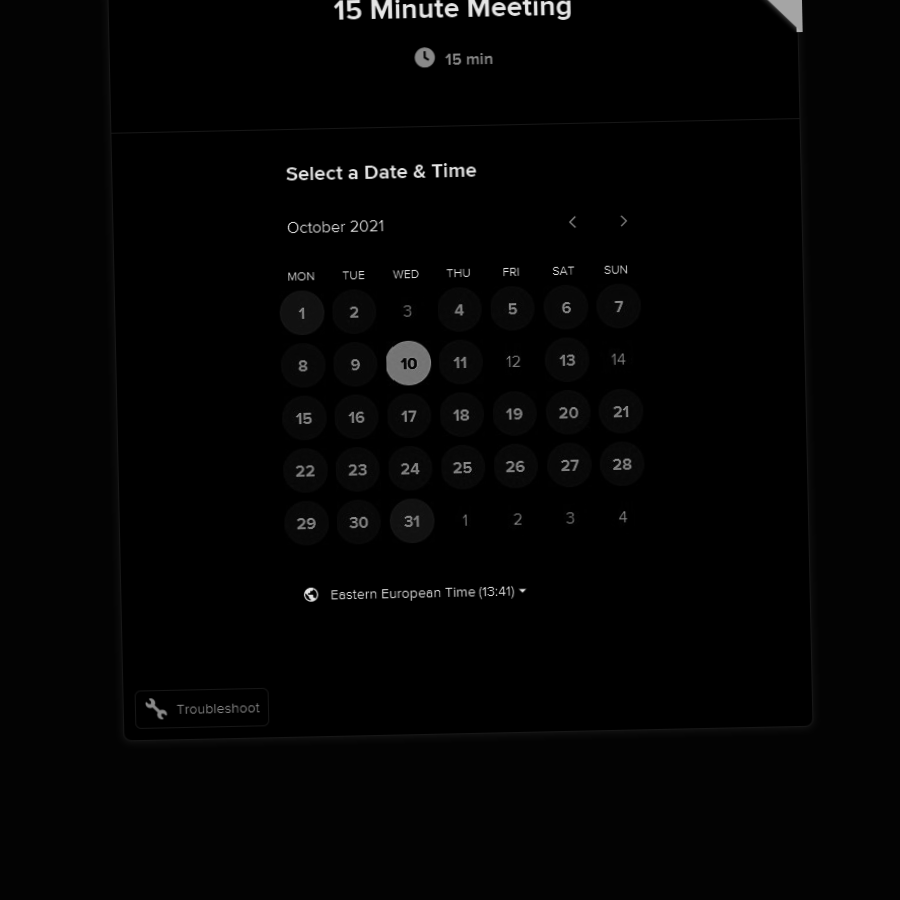 15 Minute Meeting
15 min
Select a Date & Time
October 2021
MON TUE WED THU FRI SAT SUN
1 2 3 4 5 6 7
8 9 10 11 12 13 14
15 16 17 18 19 20 21
22 23 24 25 26 27 28
29 30 31 1 2 3 4
Eastern European Time (13:41)
Troubleshoot